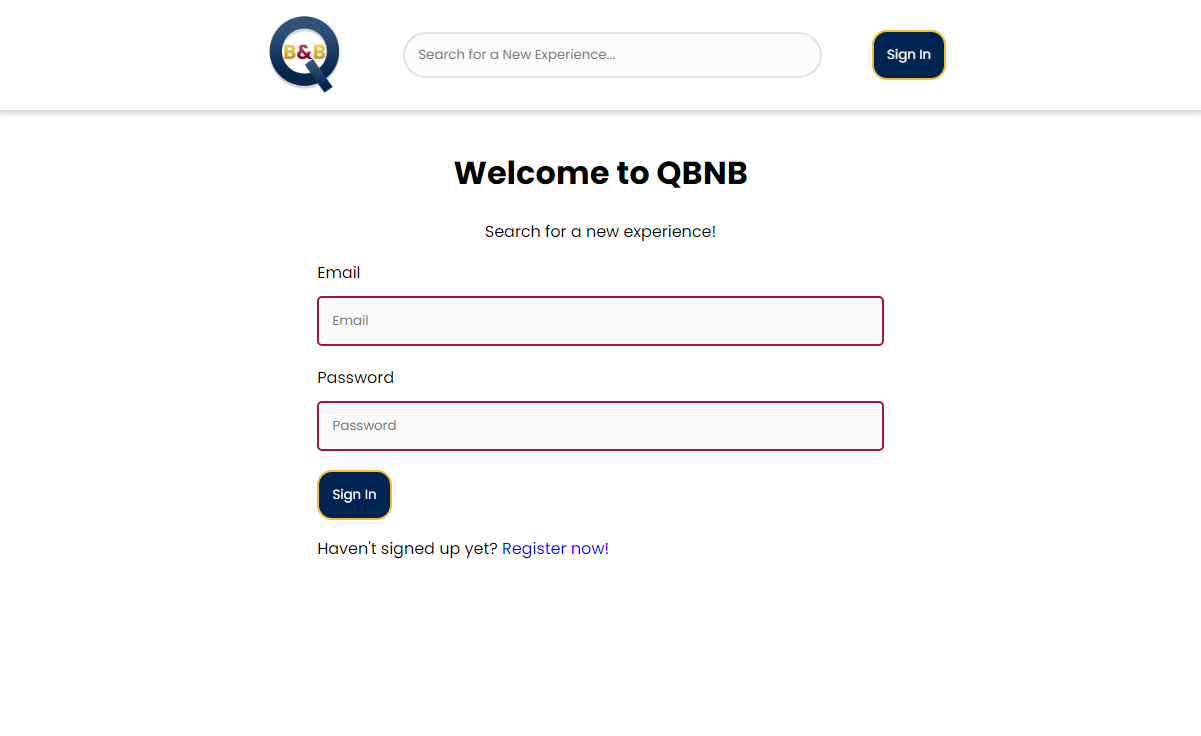 B&B
Search for a New Experience...
Sign In
Welcome to QBNB
Search for a new experience!
Email
Email
Password
Password
Sign In
Haven't signed up yet? Register now!